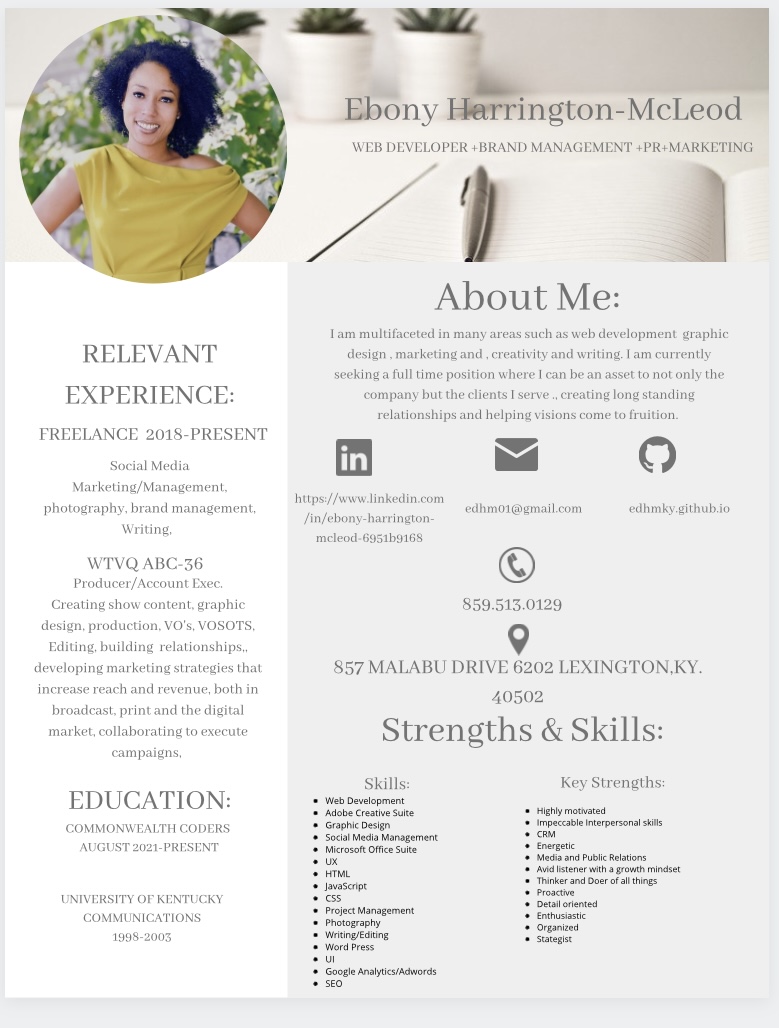 Ebony Harrington-McLeod
WEB DEVELOPER +BRAND MANAGEMENT +PR+MARKETING
RELEVANT
EXPERIENCE:
FREELANCE 2018-PRESENT
Social Media
Marketing/Management,
photography, brand management,
Writing,
WTVQ ABC-36
Producer/Account Exec.
Creating show content, graphic
design, production, VO's, VOSOTS,
Editing, building relationships,,
developing marketing strategies that
increase reach and revenue, both in
broadcast, print and the digital
market, collaborating to execute
campaigns,
EDUCATION:
COMMONWEALTH CODERS
AUGUST 2021-PRESENT
UNIVERSITY OF KENTUCKY
COMMUNICATIONS
1998-2003
About Me:
I am multifaceted in many areas such as web development graphic
design , marketing and , creativity and writing. I am currently
seeking a full time position where I can be an asset to not only the
company but the clients I serve ., creating long standing
relationships and helping visions come to fruition.
in
https://www.linkedin.com
/in/ebony-harrington-
mcleod-6951b9168
edhm01@gmail.com
edhmky.github.io
859.513.0129
857 MALABU DRIVE 6202 LEXINGTON,KY.
40502
Strengths & Skills:
Skills:
Web Development
Adobe Creative Suite
Graphic Design
Social Media Management
Microsoft Office Suite
UX
HTML
JavaScript
CSS
Project Management
Photography
Writing/Editing
Word Press
UI
Google Analytics/Adwords
SEO
Key Strengths:
Highly motivated
Impeccable Interpersonal skills
CRM
Energetic
Media and Public Relations
Avid listener with a growth mindset
Thinker and Doer of all things
Proactive
Detail oriented
Enthusiastic
Organized
Stategist